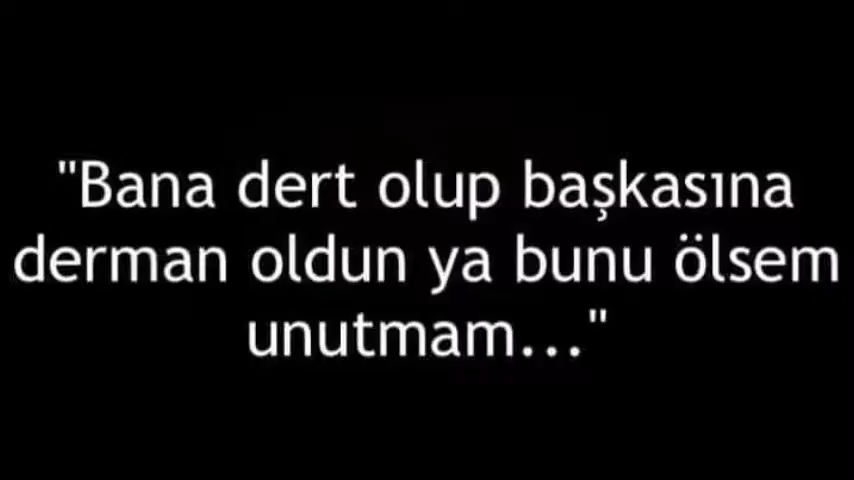 "Bana dert olup başkasına
derman oldun ya bunu ölsem
unutmam..."